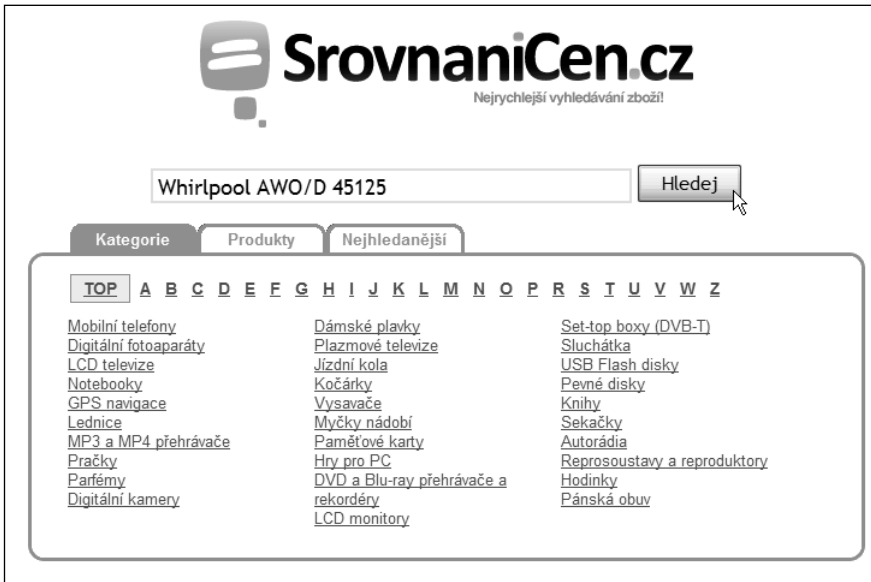 SrovnaniCen.cz
Nejrychlejší vyhledávání zboží!
Whirlpool AWO/D 45125
Hledej
Kategorie
Produkty
Nejhledanější
TOP A B C D E F G H I J K L M N O P R S T U V W Z
Mobilní telefony
Digitální fotoaparáty
LCD televize
Notebooky
GPS navigace
Lednice
MP3 a MP4 přehrávače
Pračky
Parfémy
Digitální kamery
Dámské plavky
Plazmové televize
Jízdní kola
Kočárky
Vysavače
Myčky nádobí
Paměťové karty
Hry pro PC
DVD a Blu-ray přehrávače a
rekordéry
LCD monitory
Set-top boxy (DVB-T)
Sluchátka
USB Flash disky
Pevné disky
Knihy
Sekačky
Autorádia
Reprosoustavy a reproduktory
Hodinky
Pánská obuv